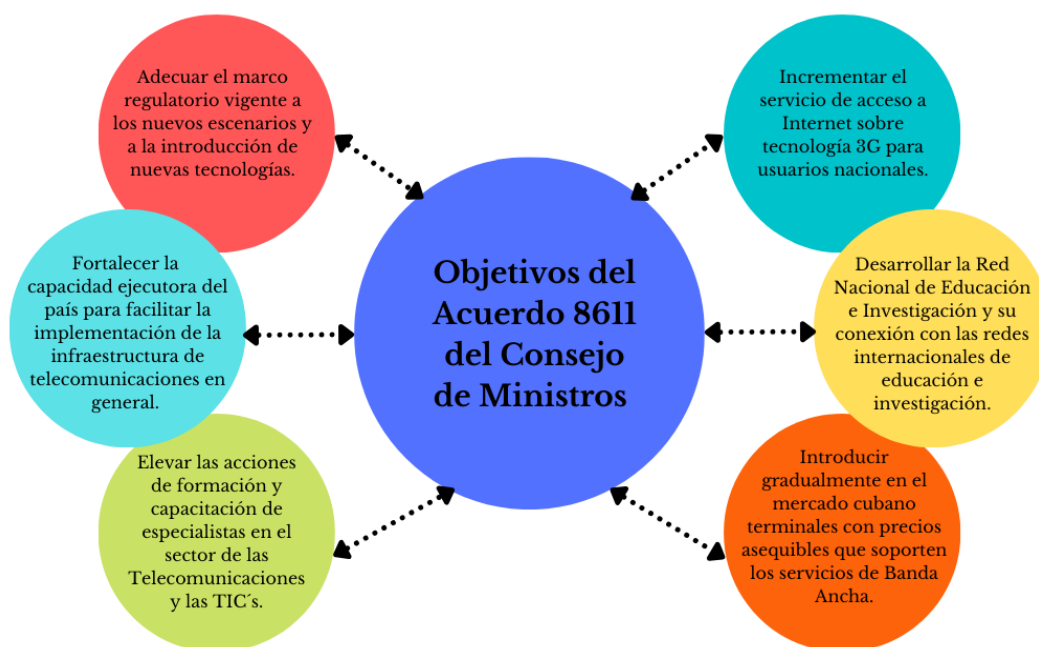 Adecuar el marco
regulatorio vigente a
los nuevos escenarios y
a la introducción de
nuevas tecnologías.
Incrementar el
servicio de acceso a
Internet sobre
tecnología 3G para
usuarios nacionales.
Fortalecer la
capacidad ejecutora del
país para facilitar la
implementación de la
infraestructura de
telecomunicaciones en
general.
Objetivos del
Acuerdo 8611
del Consejo
de Ministros
Desarrollar la Red
Nacional de Educación
e Investigación y su
conexión con las redes
internacionales de
educación e
investigación.
Elevar las acciones
de formación y
capacitación de
especialistas en el
sector de las
Telecomunicaciones
y las TIC´s.
Introducir
gradualmente en el
mercado cubano
terminales con precios
asequibles que soporten
los servicios de Banda
Ancha.